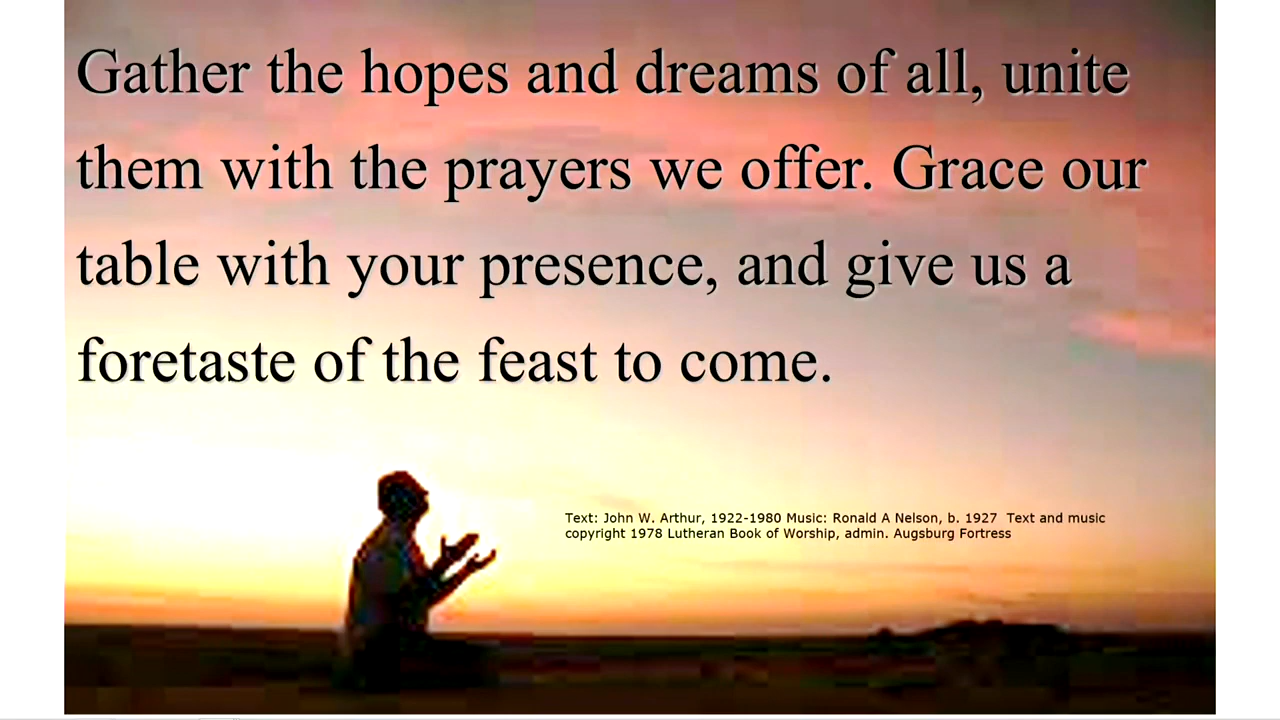 Gather the hopes and dreams of all, unite
them with the prayers we offer. Grace our
table with your presence, and give us a
foretaste of the feast to come.
Text: John W. Arthur, 1922-1980 Music: Ronald A Nelson, b. 1927  Text and music
copyright 1978 Lutheran Book of Worship, admin. Augsburg Fortress